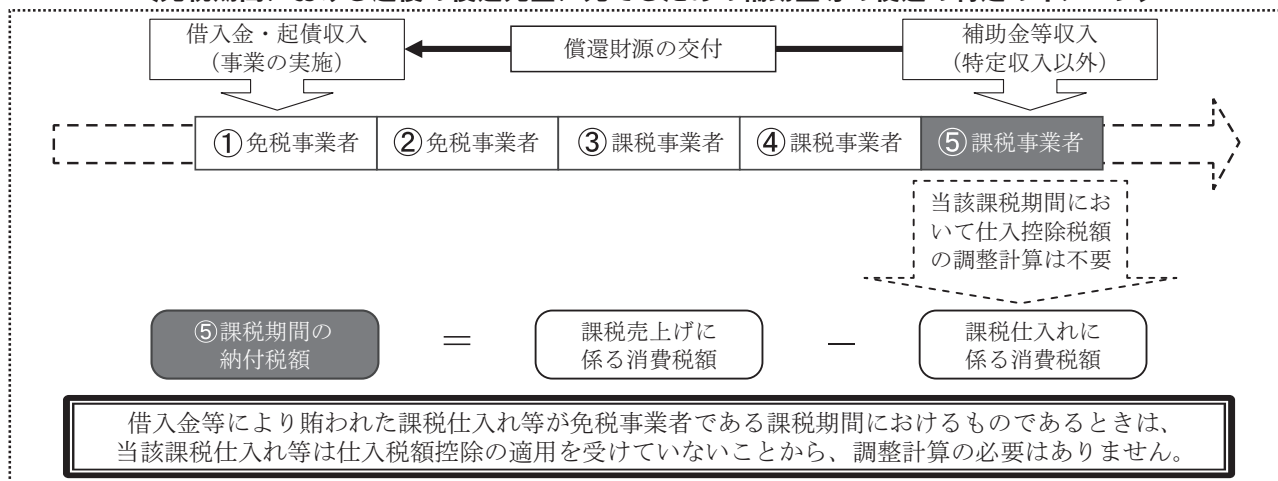 借入金・起債収入
(事業の実施)
償還財源の交付
補助金等収入
(特定収入以外)
①免税事業者
②免税事業者
③課税事業者
④課税事業者
⑤課税事業者
当該課税期間にお
いて仕入控除税額
の調整計算は不要
⑤課税期間の
納付税額
＝
課税売上げに
係る消費税額
－
課税仕入れに
係る消費税額
借入金等により賄われた課税仕入れ等が免税事業者である課税期間におけるものであるときは、
当該課税仕入れ等は仕入税額控除の適用を受けていないことから、調整計算の必要はありません。